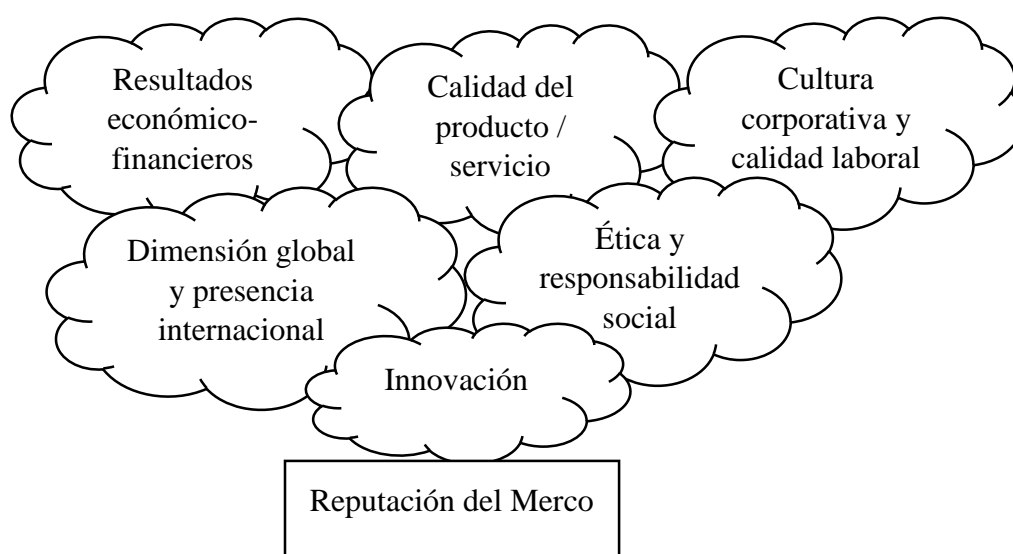 Resultados
económico-
financieros
Calidad del
producto /
servicio
Cultura
corporativa y
calidad laboral
Dimensión global
y presencia
internacional
Ética y
responsabilidad
social
Innovación
Reputación del Merco